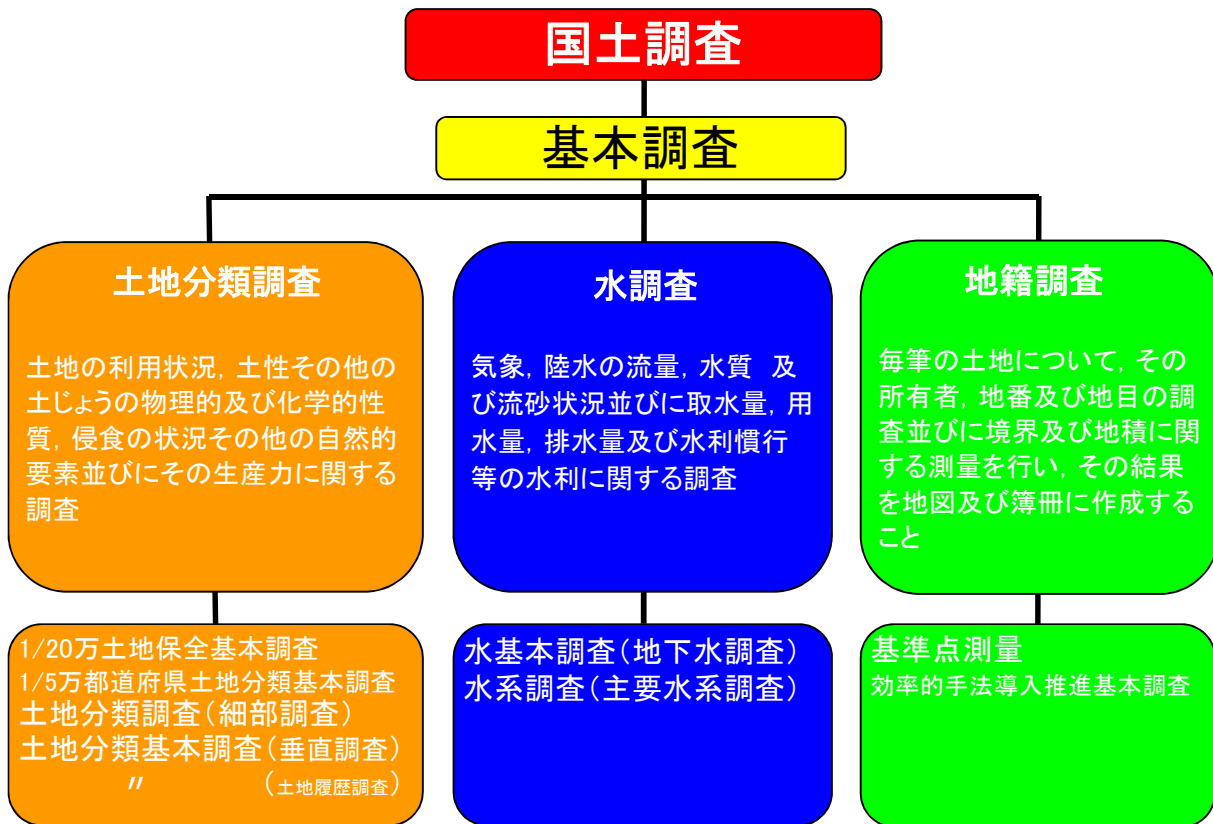 国土調査
基本調査
土地分類調査
土地の利用状況，土性その他の
土じょうの物理的及び化学的性
質，侵食の状況その他の自然的
要素並びにその生産力に関する
調査
水調査
気象，陸水の流量，水質　及
び流砂状況並びに取水量，用
水量，排水量及び水利慣行
等の水利に関する調査
地籍調査
毎筆の土地について，その
所有者，地番及び地目の調
査並びに境界及び地積に関
する測量を行い，その結果
を地図及び簿冊に作成する
こと
1/20万土地保全基本調査
1/5万都道府県土地分類基本調査
土地分類調査（細部調査）
土地分類基本調査（垂直調査）
〃　　　　（土地履歴調査）
水基本調査（地下水調査）
水系調査（主要水系調査）
基準点測量
効率的手法導入推進基本調査